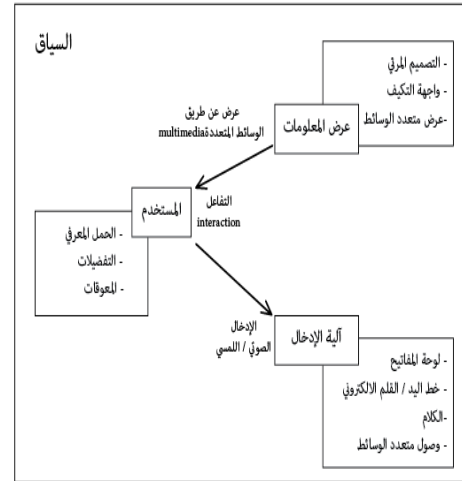 السياق
- التصميم المرئي
- واجهة التكيف
-عرض متعدد الوسائط
عرض المعلومات
عرض عن طريق
الوسائط المتعددةmultimedia
المستخدم
التفاعل
interaction
- الحمل المعرفي
- التفضيلات
- المعوقات
الإدخال
الصوتي / اللمسي
آلية الإدخال
- لوحة المفاتيح
- خط اليد / القلم الالكتروني
-الكلام
- وصول متعدد الوسائط